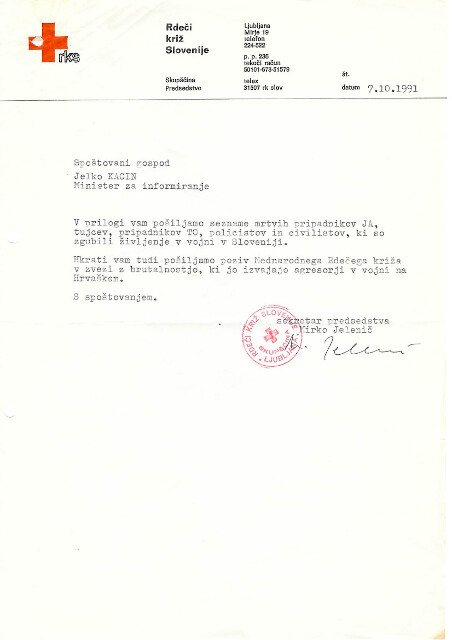 rks
Rdeči
križ
Slovenije
Skupščina
Predsedstvo
Ljubljana
Mirje 19
telefon
224-522
p. p. 236
tekoči račun
50101-678-51579
telex
31597 rk slov
št.
datum 7.10.1991
Spoštovani gospod
Jelko KACIN
Minister za informiranje
V prilogi vam pošiljamo sezname mrtvih pripadnikov JA,
tujcev, pripadnikov TO, policistov in civilistov, ki so
zgubili življenje v vojni v Sloveniji.
Hkrati vam tudi pošiljamo poziv Mednarodnega Rdečega križa
v zvezi z brutalnostjo, ki jo izvajajo agresorji v vojni na
Hrvaškem.
S spoštovanjem.
sekretar predsedstva
Mirko Jelenič
RDEČI KRIŽ SLOVENIJE
SKUPŠČINA
LJUBLJANA